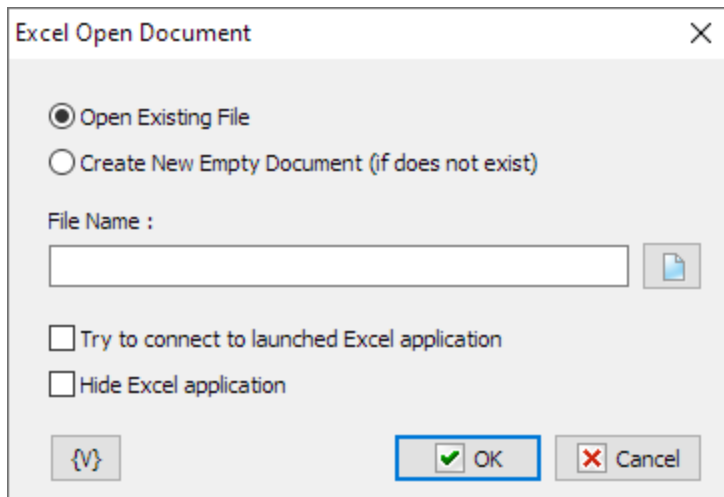 Excel Open Document
Open Existing File
Create New Empty Document (if does not exist)
File Name :
Try to connect to launched Excel application
Hide Excel application
{V} OK Cancel